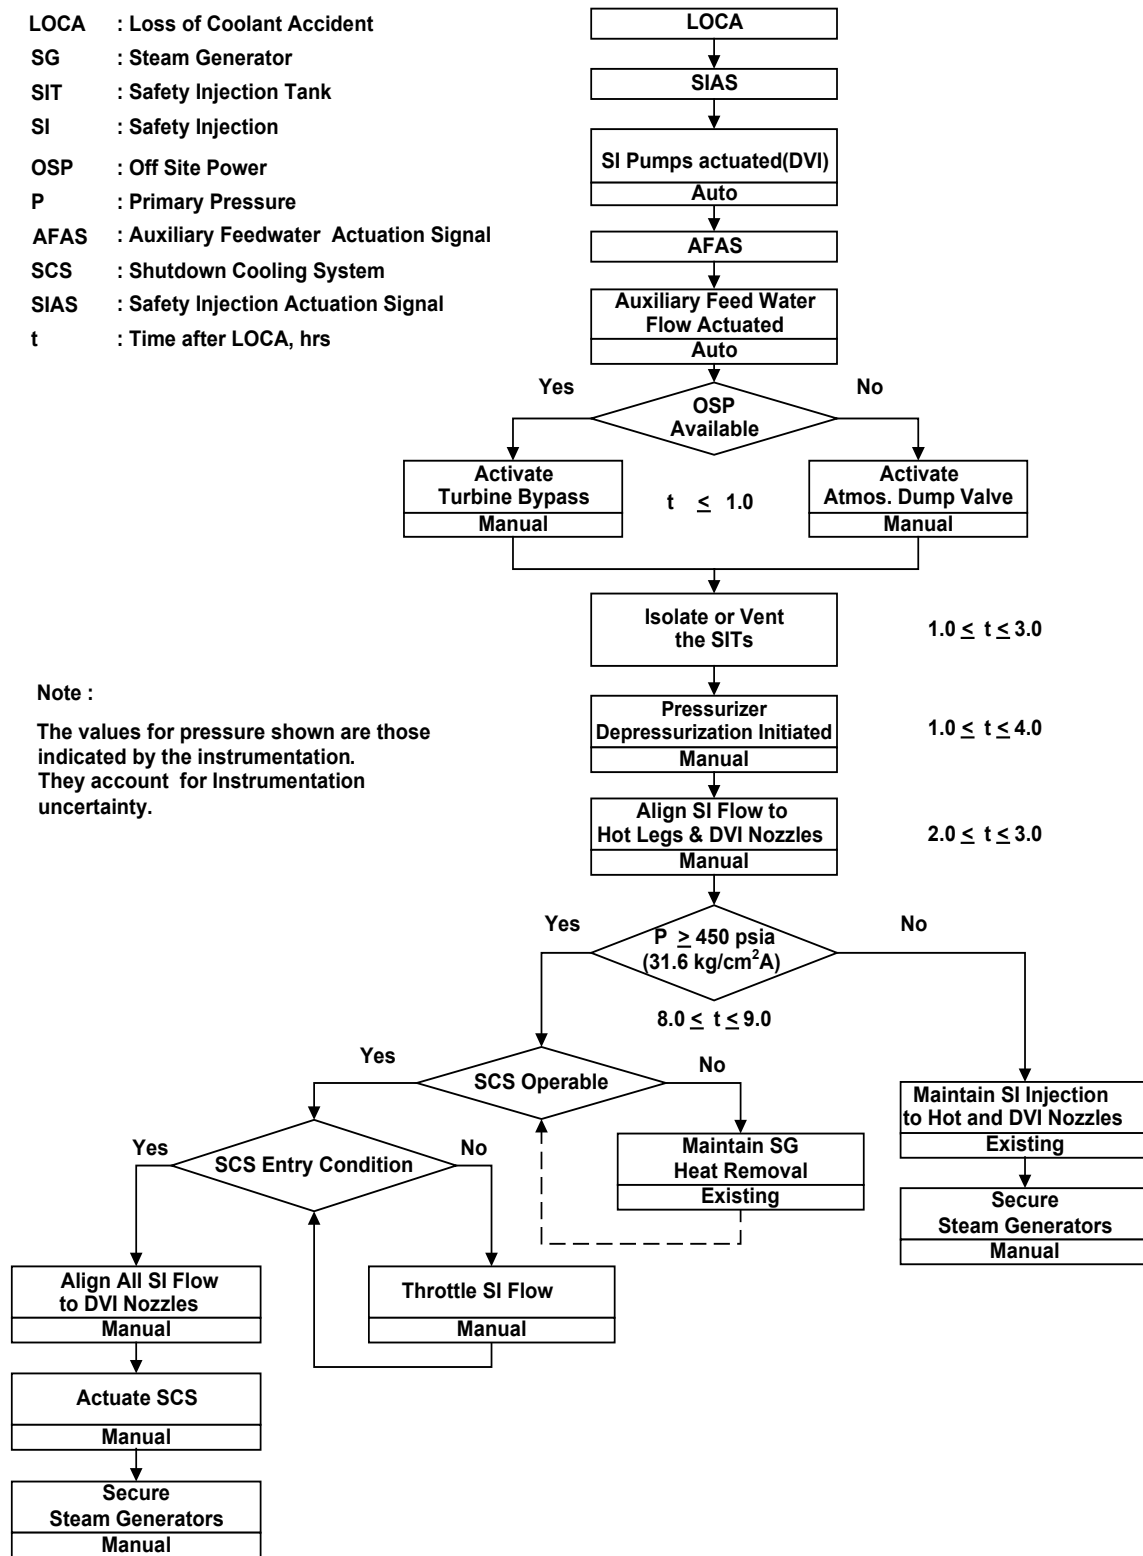 LOCA : Loss of Coolant Accident
SG : Steam Generator
SIT : Safety Injection Tank
SI : Safety Injection
OSP : Off Site Power
P : Primary Pressure
AFAS : Auxiliary Feedwater Actuation Signal
SCS : Shutdown Cooling System
SIAS : Safety Injection Actuation Signal
t : Time after LOCA, hrs
LOCA
SIAS
SI Pumps actuated(DVI)
Auto
AFAS
Auxiliary Feed Water
Flow Actuated
Auto
Yes
No
OSP
Available
Activate
Turbine Bypass
Manual
t ≤ 1.0
Activate
Atmos. Dump Valve
Manual
Isolate or Vent
the SITs
1.0 ≤ t ≤ 3.0
Note :
The values for pressure shown are those
indicated by the instrumentation.
They account for Instrumentation
uncertainty.
Pressurizer
Depressurization Initiated
Manual
1.0 ≤ t ≤ 4.0
Align SI Flow to
Hot Legs & DVI Nozzles
Manual
2.0 ≤ t ≤ 3.0
Yes
No
P ≥ 450 psia
(31.6 kg/cm²A)
8.0 ≤ t ≤ 9.0
Yes
No
SCS Operable
Maintain SI Injection
to Hot and DVI Nozzles
Existing
Yes
No
SCS Entry Condition
Maintain SG
Heat Removal
Existing
Secure
Steam Generators
Manual
Align All SI Flow
to DVI Nozzles
Manual
Throttle SI Flow
Manual
Actuate SCS
Manual
Secure
Steam Generators
Manual